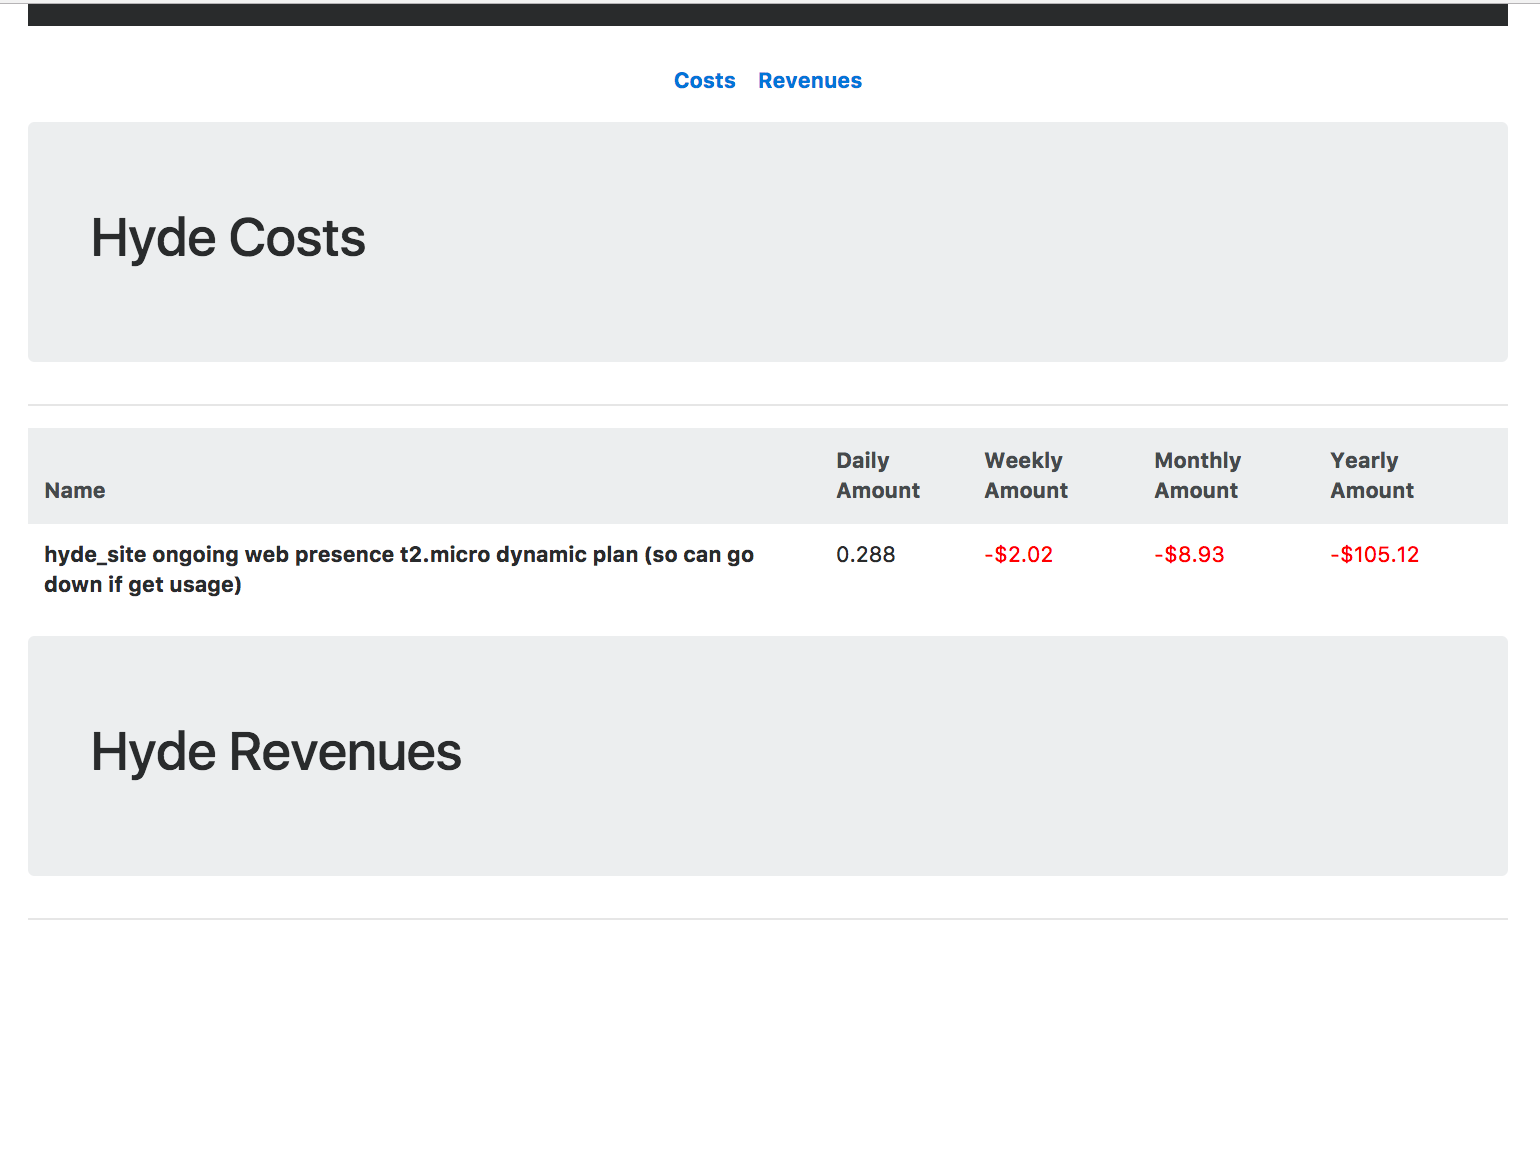 Costs Revenues
Hyde Costs
Name Daily Amount Weekly Amount Monthly Amount Yearly Amount
hyde_site ongoing web presence t2.micro dynamic plan (so can go
down if get usage) 0.288 -$2.02 -$8.93 -$105.12
Hyde Revenues